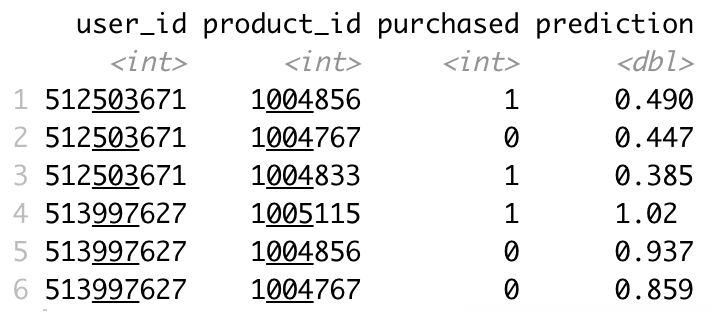 user_id product_id purchased prediction
<int> <int> <int> <dbl>
1 512503671 1004856 1 0.490
2 512503671 1004767 0 0.447
3 512503671 1004833 1 0.385
4 513997627 1005115 1 1.02
5 513997627 1004856 0 0.937
6 513997627 1004767 0 0.859